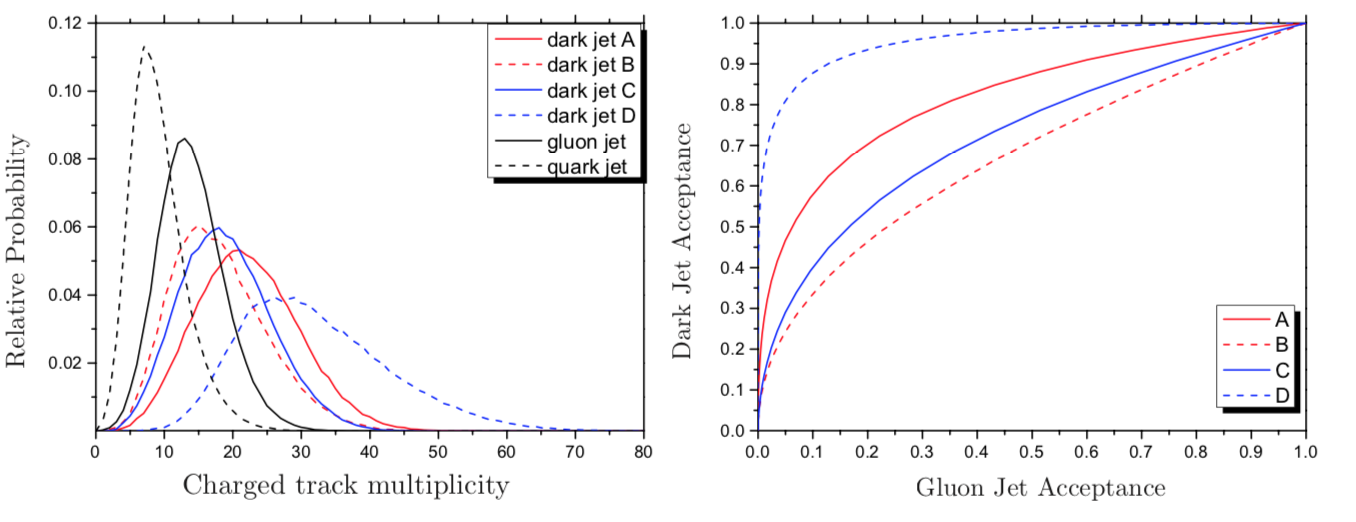 0.12
0.10
0.08
0.06
0.04
0.02
0 10 20 30 40 50 60 70 80
Relative Probability
Charged track multiplicity
dark jet A
dark jet B
dark jet C
dark jet D
gluon jet
quark jet
1.0
0.9
0.8
0.7
0.6
0.5
0.4
0.3
0.2
0.1
0.0
0.0 0.1 0.2 0.3 0.4 0.5 0.6 0.7 0.8 0.9 1.0
Dark Jet Acceptance
Gluon Jet Acceptance
A
B
C
D